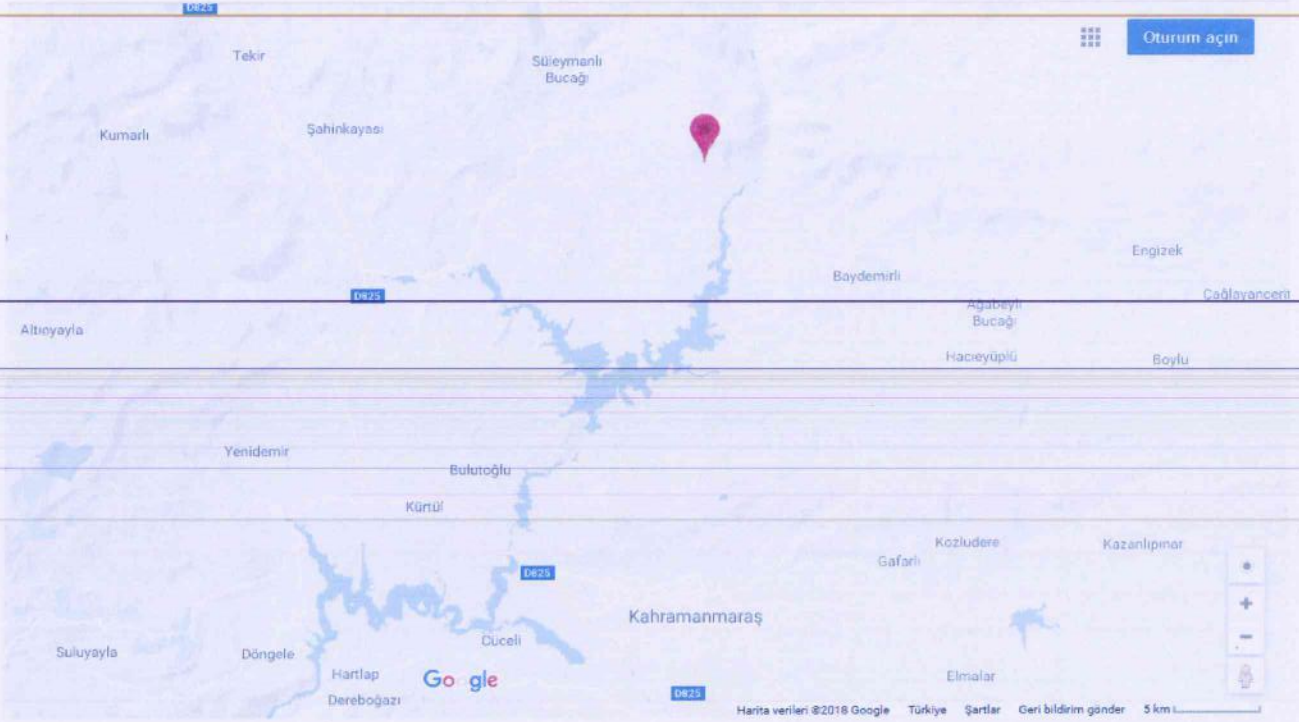 D825
Oturum açın
Tekir
Süleymanlı
Bucağı
Kumarlı
Şahinkayası
Engizek
Baydemirli
D825
Çağlayancerit
Ağabeyli
Bucağı
Altınyayla
Hacıeyüplü
Boylu
Yenidemir
Bulutoğlu
Kürtül
Kozludere
Kazanlıpınar
Gafarlı
D825
Kahramanmaraş
Cüceli
Suluyayla
Döngele
Hartlap
Google
Elmalar
Dereboğazı
D825
Harita verileri ©2018 Google Türkiye Şartlar Geri bildirim gönder 5 km